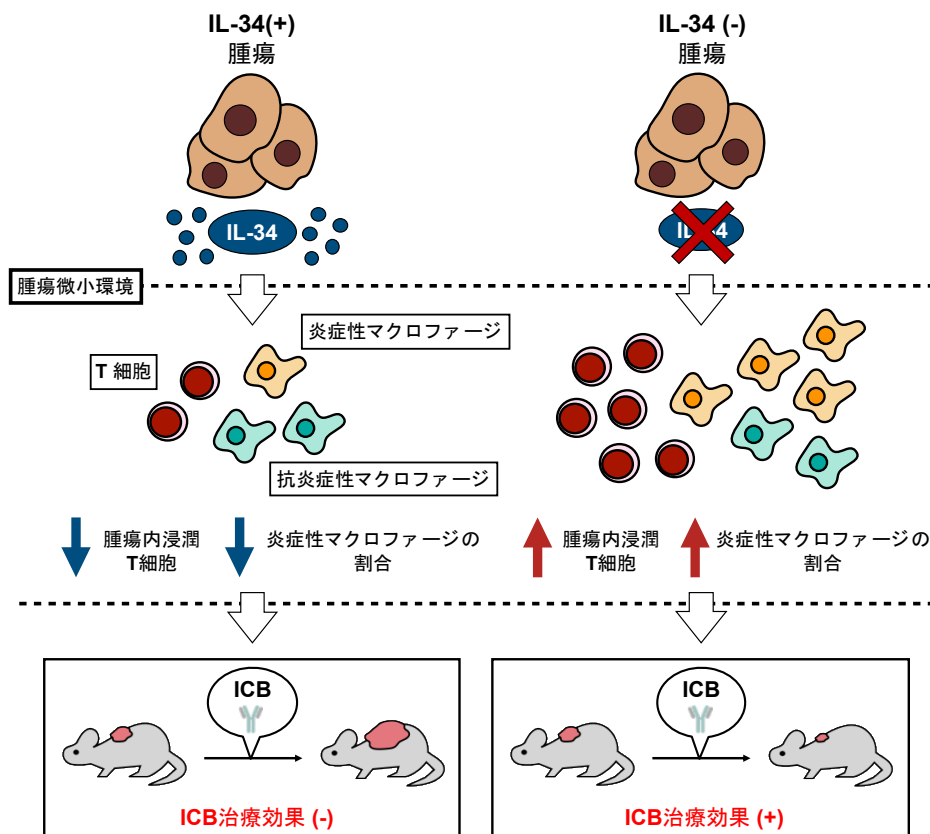 IL-34(+)
腫瘍
IL-34 (-)
腫瘍
IL-34
腫瘍微小環境
炎症性マクロファージ
T 細胞
抗炎症性マクロファージ
腫瘍内浸潤
T細胞
炎症性マクロファージの
割合
腫瘍内浸潤
T細胞
炎症性マクロファージの
割合
ICB
ICB治療効果 (-)
ICB
ICB治療効果 (+)